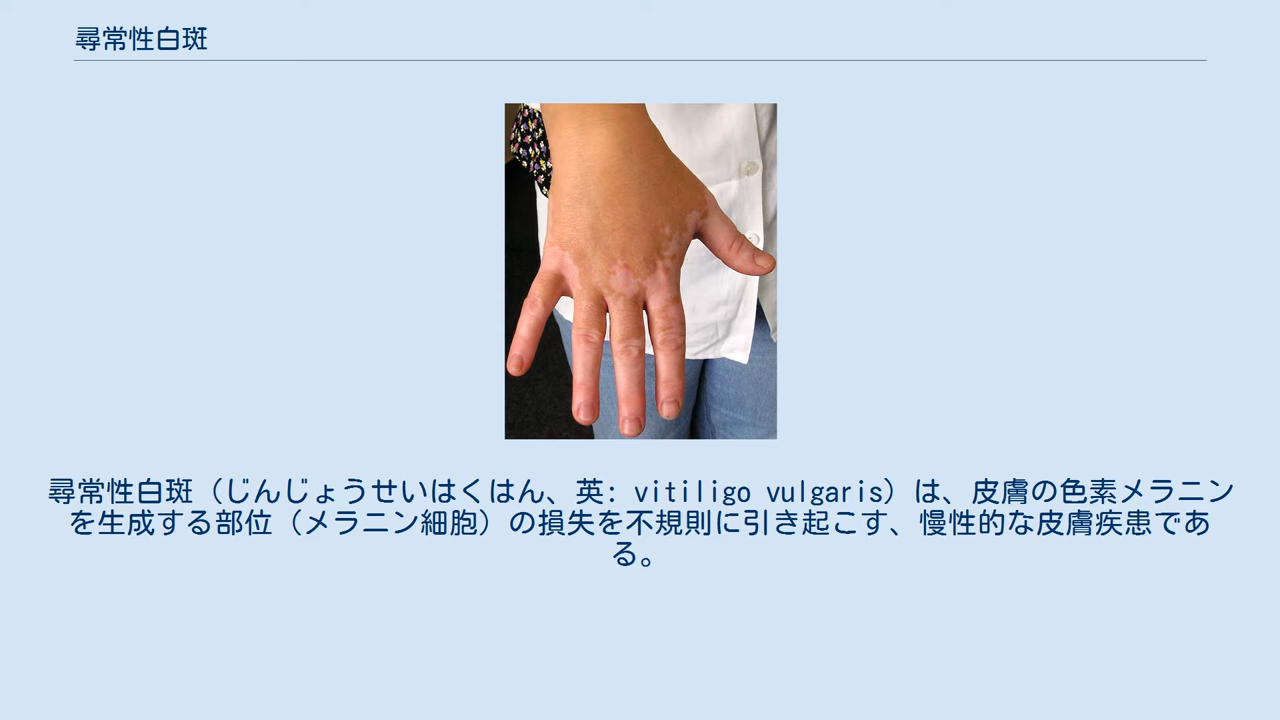 尋常性白斑
尋常性白斑（じんじょうせいはくはん、英: vitiligo vulgaris）は、皮膚の色素メラニン
を生成する部位（メラニン細胞）の損失を不規則に引き起こす、慢性的な皮膚疾患であ
る。